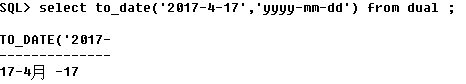 SQL> select to_date('2017-4-17','yyyy-mm-dd') from dual ;
TO_DATE('2017-
--------------
17-4月 -17